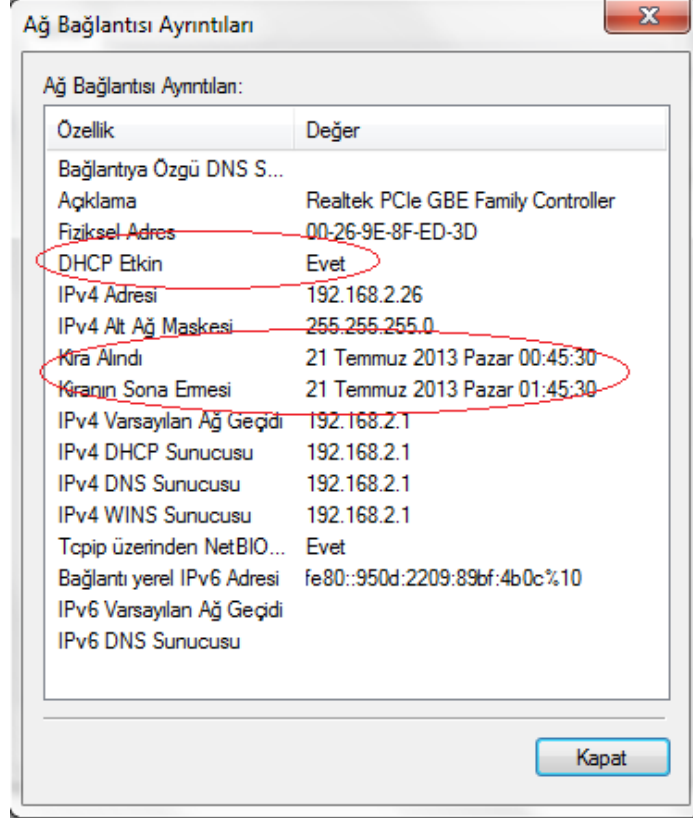 Ağ Bağlantısı Ayrıntıları
Ağ Bağlantısı Ayrıntıları:
Özellik Değer
Bağlantıya Özgü DNS S...
Açıklama Realtek PCIe GBE Family Controller
Fiziksel Adres 00-26-9E-8F-ED-3D
DHCP Etkin Evet
IPv4 Adresi 192.168.2.26
IPv4 Alt Ağ Maskesi 255.255.255.0
Kira Alındı 21 Temmuz 2013 Pazar 00:45:30
Kiranın Sona Ermesi 21 Temmuz 2013 Pazar 01:45:30
IPv4 Varsayılan Ağ Geçidi 192.168.2.1
IPv4 DHCP Sunucusu 192.168.2.1
IPv4 DNS Sunucusu 192.168.2.1
IPv4 WINS Sunucusu 192.168.2.1
Tcpip üzerinden NetBIO... Evet
Bağlantı yerel IPv6 Adresi fe80::950d:2209:89bf:4b0c%10
IPv6 Varsayılan Ağ Geçidi
IPv6 DNS Sunucusu
Kapat